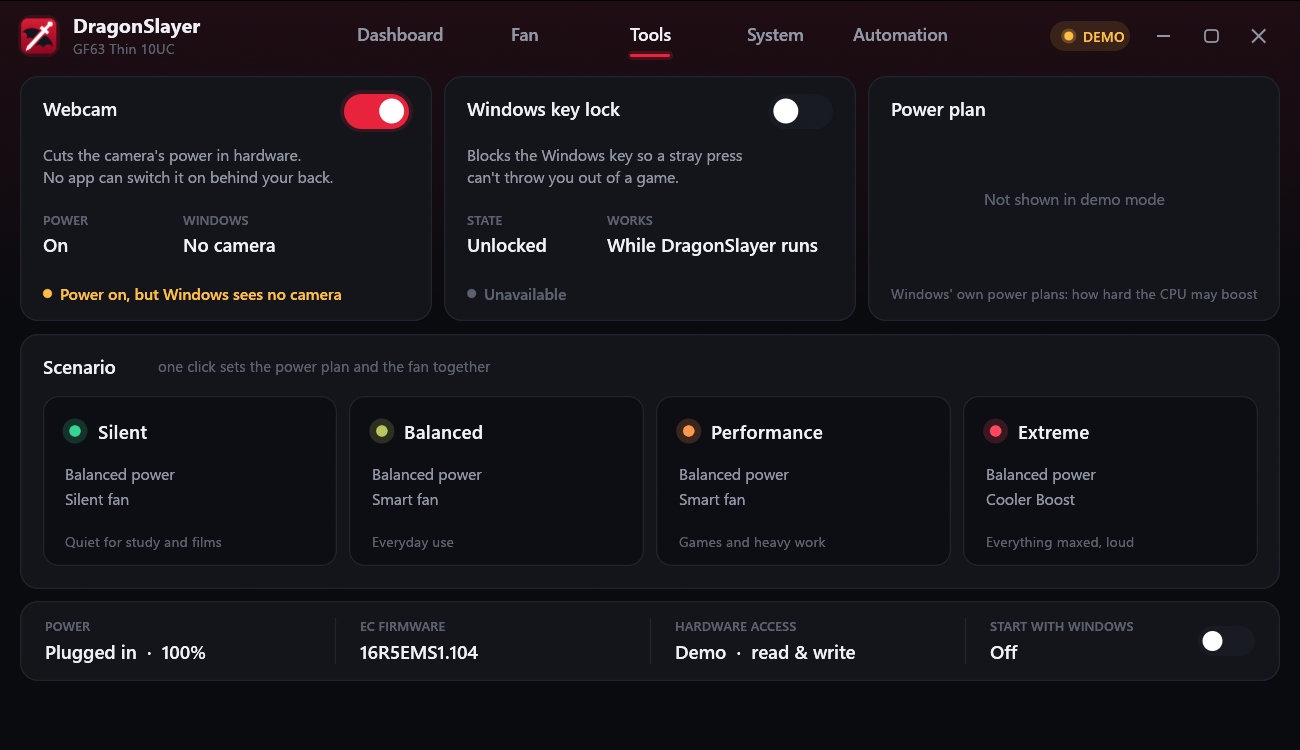 DragonSlayer
GF63 Thin 10UC
Dashboard
Fan
Tools
System
Automation
DEMO
Webcam
Cuts the camera's power in hardware.
No app can switch it on behind your back.
POWER
WINDOWS
On
No camera
Power on, but Windows sees no camera
Windows key lock
Blocks the Windows key so a stray press
can't throw you out of a game.
STATE
WORKS
Unlocked
While DragonSlayer runs
Unavailable
Power plan
Not shown in demo mode
Windows' own power plans: how hard the CPU may boost
Scenario
one click sets the power plan and the fan together
Silent
Balanced power
Silent fan
Quiet for study and films
Balanced
Balanced power
Smart fan
Everyday use
Performance
Balanced power
Smart fan
Games and heavy work
Extreme
Balanced power
Cooler Boost
Everything maxed, loud
POWER
Plugged in · 100%
EC FIRMWARE
16R5EMS1.104
HARDWARE ACCESS
Demo · read & write
START WITH WINDOWS
Off